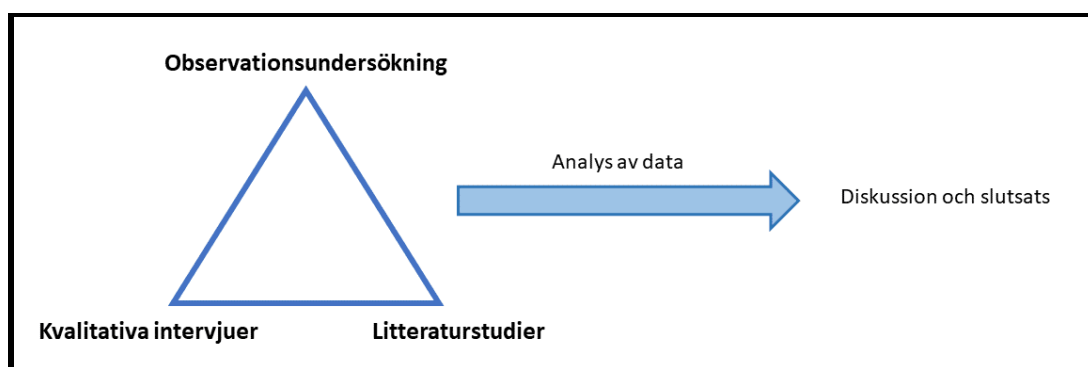 Observationsundersökning
Analys av data
Diskussion och slutsats
Kvalitativa intervjuer
Litteraturstudier